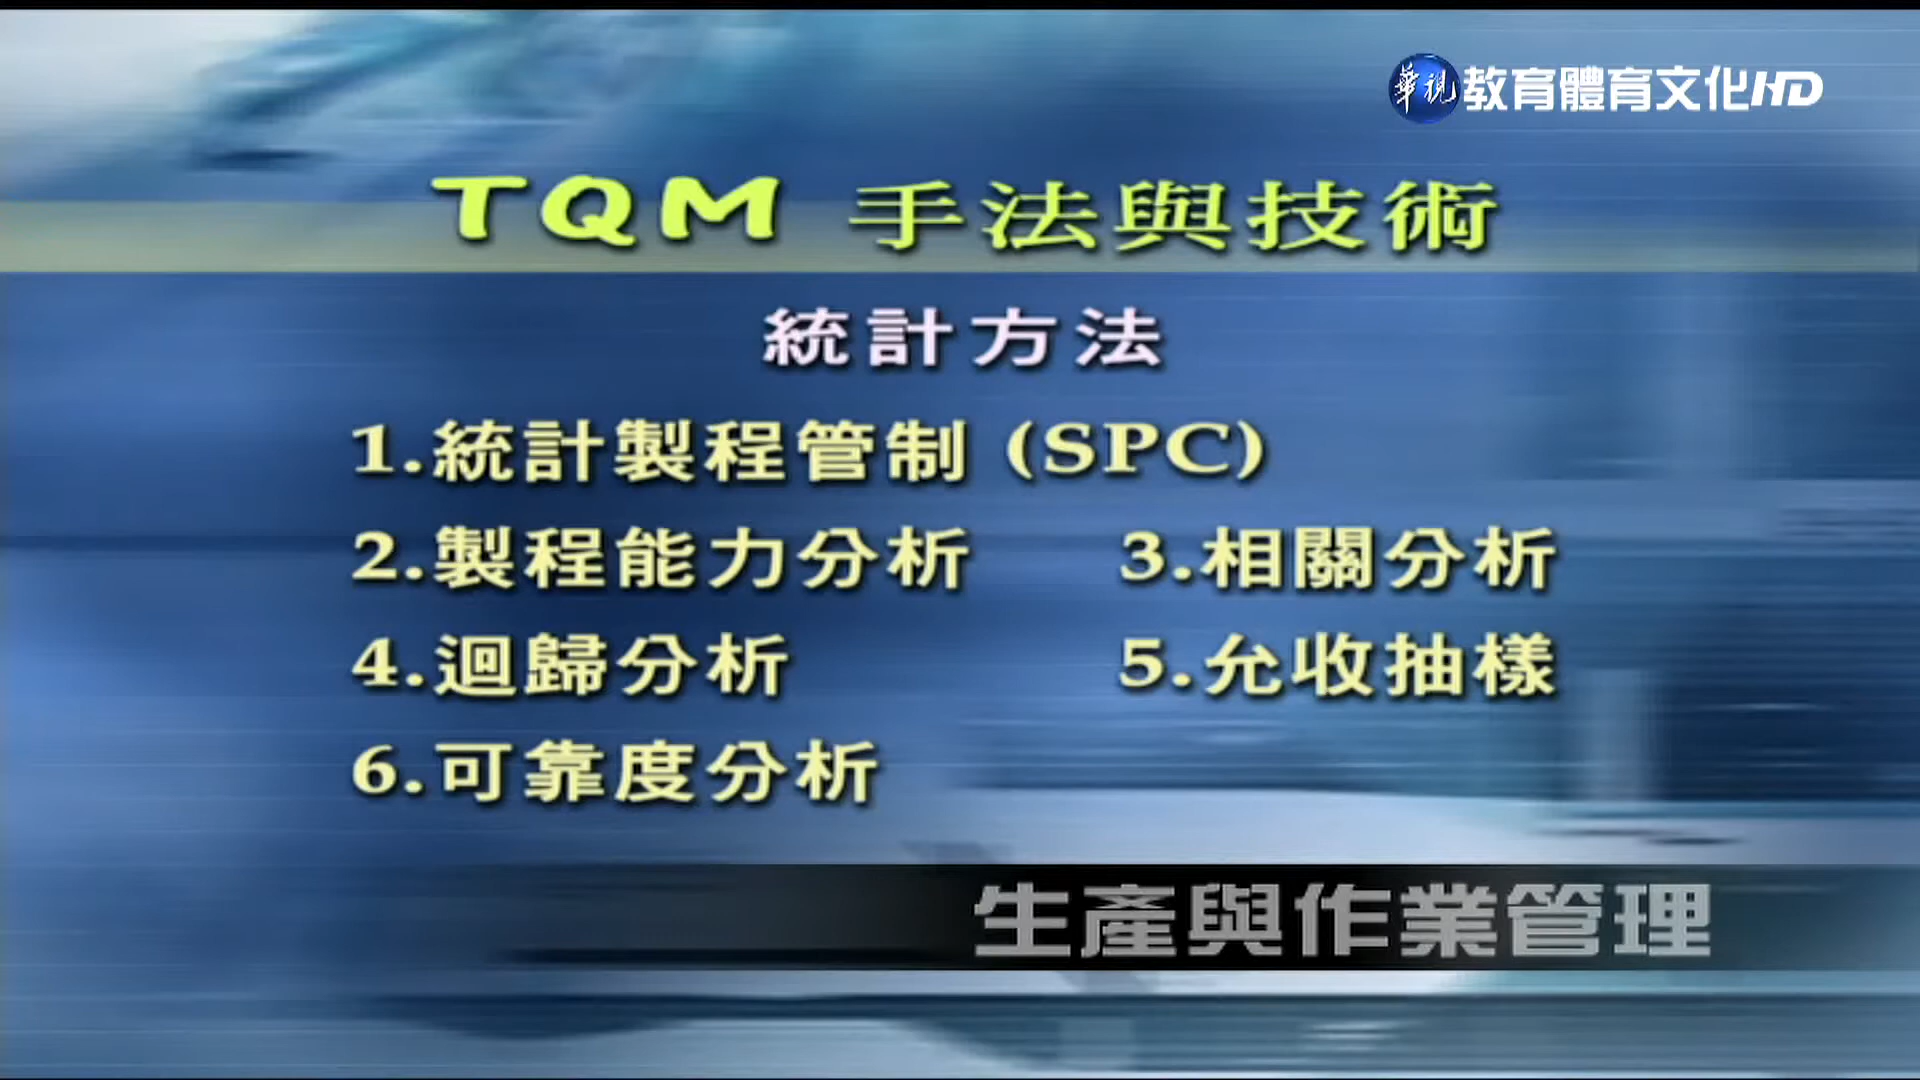 華視 教育體育文化HD
TQM 手法與技術
統計方法
1.統計製程管制 (SPC)
2.製程能力分析 3.相關分析
4.迴歸分析 5.允收抽樣
6.可靠度分析
生產與作業管理